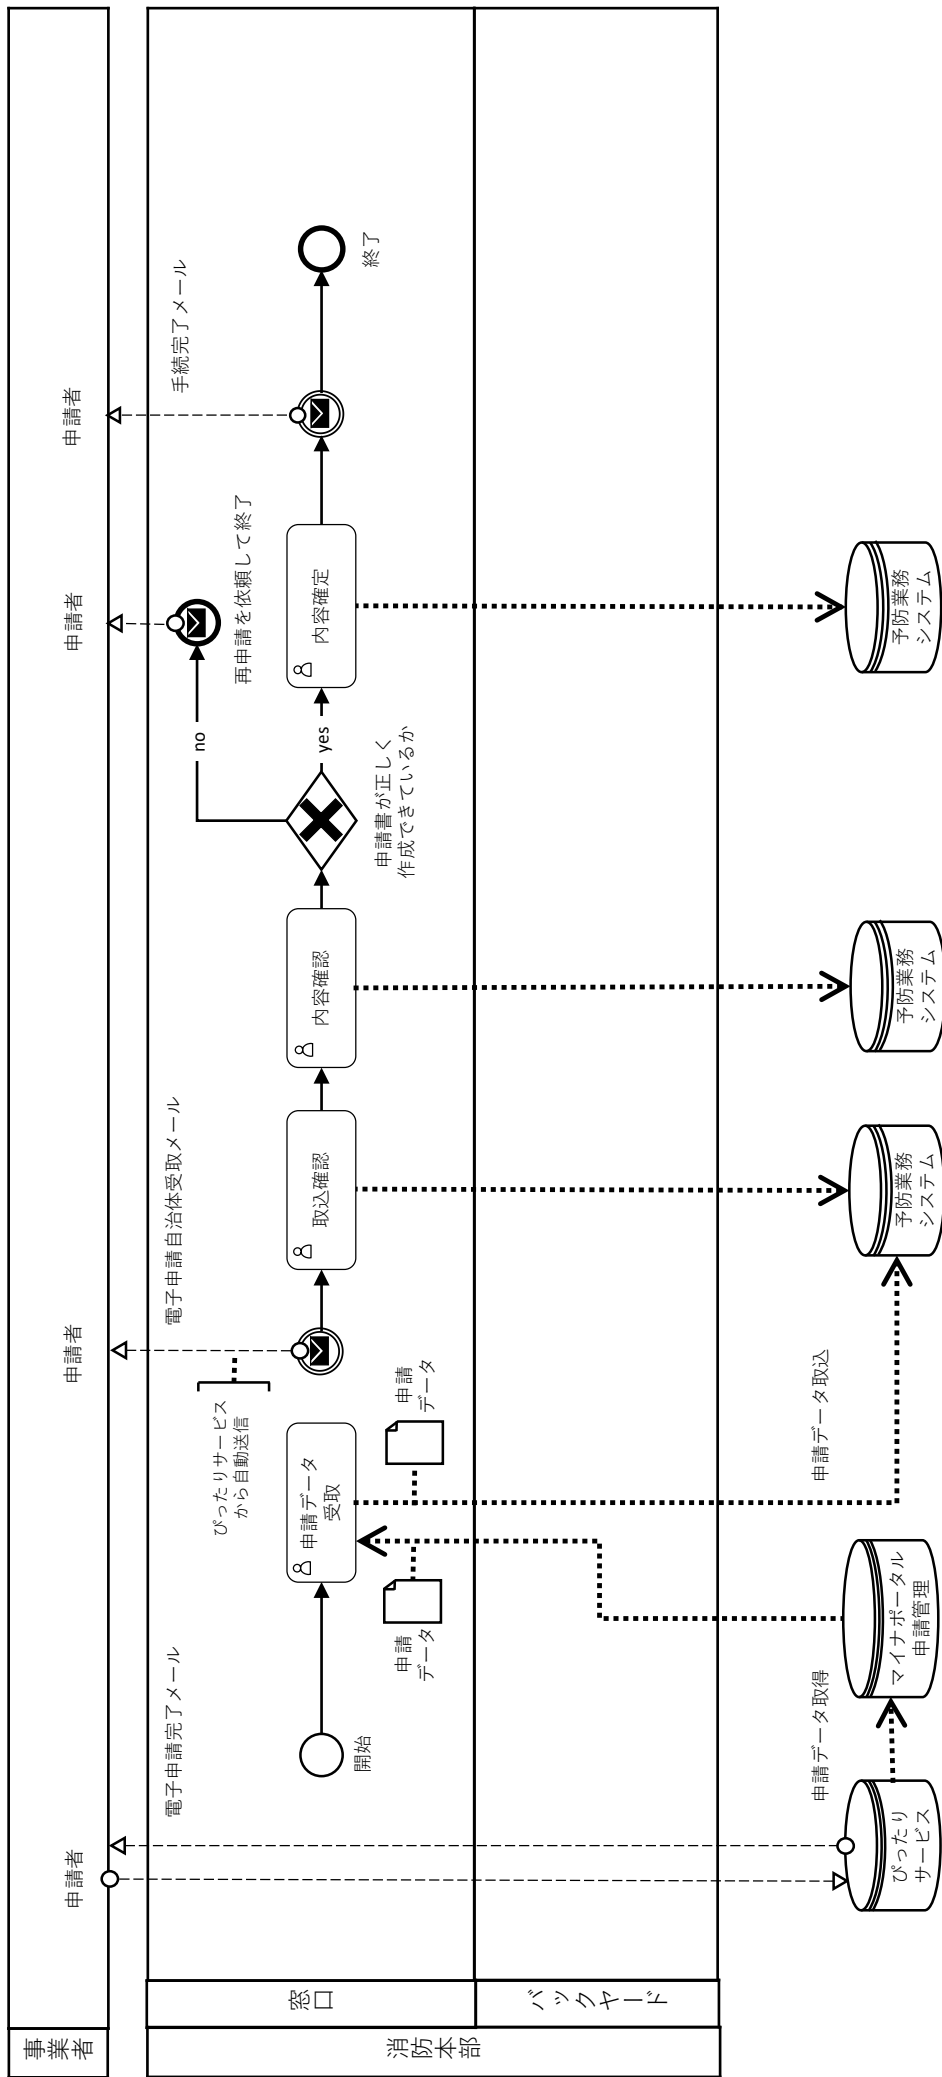 事業者
消防本部
窓口
バックヤード
申請者
電子申請完了メール
開始
ぴったり
サービス
申請データ取得
マイナポータル
申請管理
申請
データ
申請データ
受取
申請
データ
ぴったりサービス
から自動送信
申請データ取込
申請者
電子申請自治体受取メール
取込確認
予防業務
システム
内容確認
予防業務
システム
申請書が正しく
作成できているか
no
yes
申請者
再申請を依頼して終了
内容確定
予防業務
システム
申請者
手続完了メール
終了